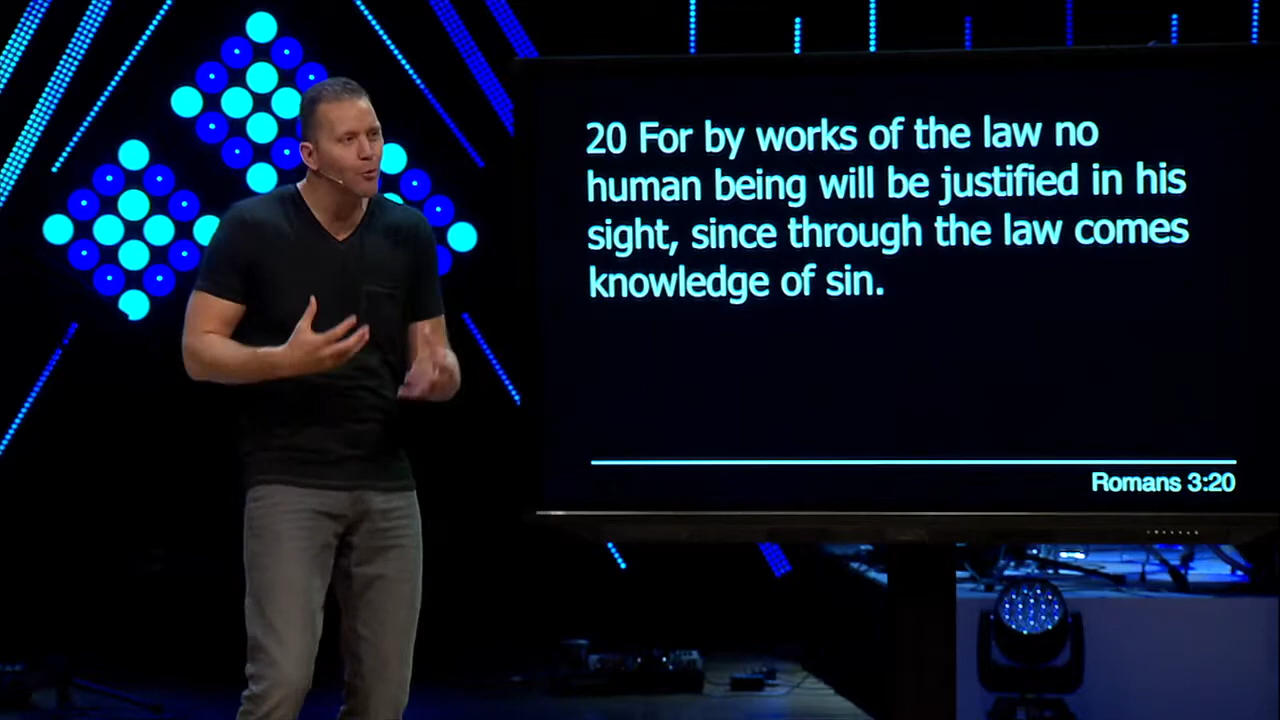 20 For by works of the law no
human being will be justified in his
sight, since through the law comes
knowledge of sin.
Romans 3:20